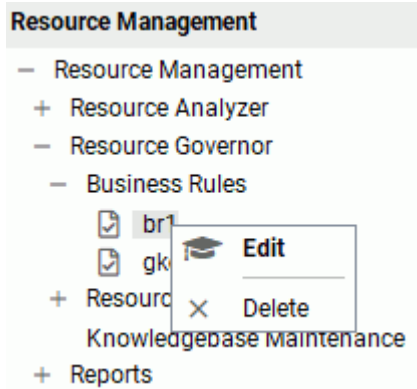 Resource Management
Resource Management
Resource Analyzer
Resource Governor
Business Rules
br1
Edit
Delete
Knowledgebase Maintenance
Reports